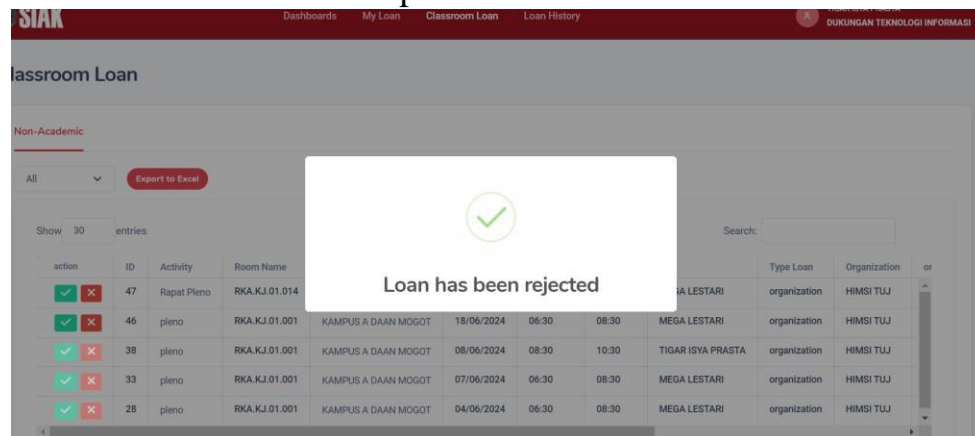 SIAK Dashboards My Loan Classroom Loan Loan History A
DUKUNGAN TEKNOLOGI INFORMASI
lassroom Loan
Non-Academic
All Export to Excel
Show 30 entries Search:
action ID Activity Room Name Type Loan Organization or
47 Rapat Pleno RKA.KJ.01.014 GA LESTARI organization HIMSI TUJ
Loan has been rejected
46 pleno RKA.KJ.01.001 KAMPUS A DAAN MOGOT 18/06/2024 06:30 08:30 MEGA LESTARI organization HIMSI TUJ
38 pleno RKA.KJ.01.001 KAMPUS A DAAN MOGOT 08/06/2024 08:30 10:30 TIGAR ISYA PRASTA organization HIMSI TUJ
33 pleno RKA.KJ.01.001 KAMPUS A DAAN MOGOT 07/06/2024 06:30 08:30 MEGA LESTARI organization HIMSI TUJ
28 pleno RKA.KJ.01.001 KAMPUS A DAAN MOGOT 04/06/2024 06:30 08:30 MEGA LESTARI organization HIMSI TUJ